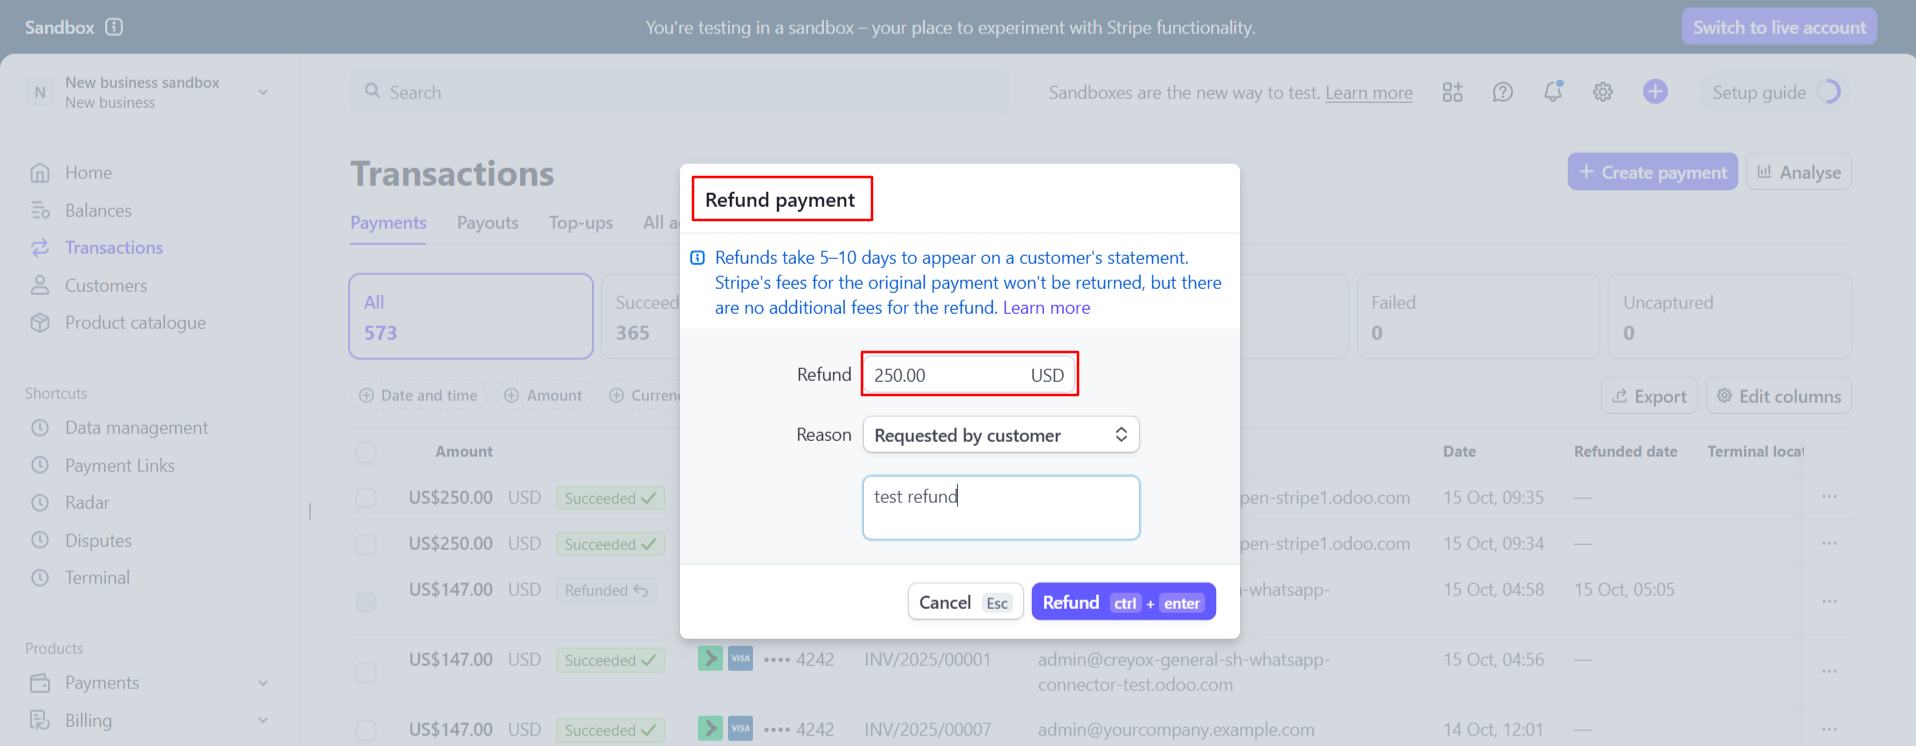 Sandbox
You're testing in a sandbox – your place to experiment with Stripe functionality.
Switch to live account
N
New business sandbox
New business
Search
Sandboxes are the new way to test. Learn more
Setup guide
Home
Balances
Transactions
Customers
Product catalogue
Shortcuts
Data management
Payment Links
Radar
Disputes
Terminal
Products
Payments
Billing
Transactions
+ Create payment
Analyse
Payments Payouts Top-ups All a
All
573
Succeed
365
Failed
0
Uncaptured
0
Date and time
Amount
Curren
Export
Edit columns
Refund payment
Refunds take 5–10 days to appear on a customer's statement.
Stripe's fees for the original payment won't be returned, but there
are no additional fees for the refund. Learn more
Refund 250.00 USD
Reason Requested by customer
test refund
Cancel Esc
Refund ctrl + enter
Amount Date Refunded date Terminal locat
US$250.00 USD Succeeded pen-stripe1.odoo.com 15 Oct, 09:35 —
US$250.00 USD Succeeded pen-stripe1.odoo.com 15 Oct, 09:34 —
US$147.00 USD Refunded -whatsapp- 15 Oct, 04:58 15 Oct, 05:05
US$147.00 USD Succeeded VISA •••• 4242 INV/2025/00001 admin@creyox-general-sh-whatsapp- 15 Oct, 04:56 —
connector-test.odoo.com
US$147.00 USD Succeeded VISA •••• 4242 INV/2025/00007 admin@yourcompany.example.com 14 Oct, 12:01 —